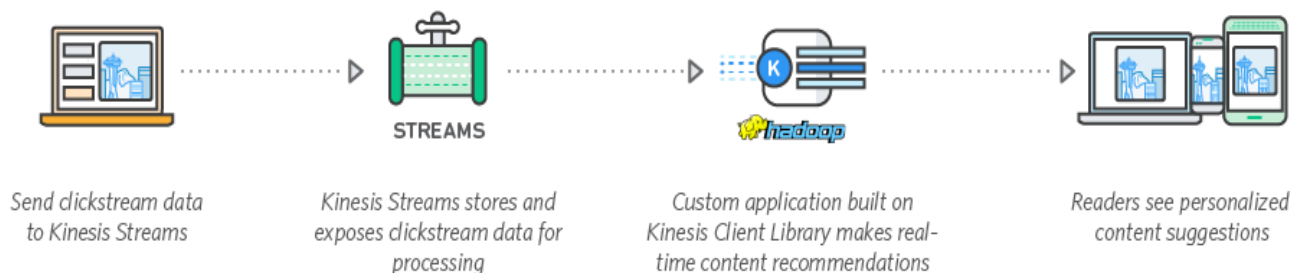 K
STREAMS
hadoop
Send clickstream data
to Kinesis Streams
Kinesis Streams stores and
exposes clickstream data for
processing
Custom application built on
Kinesis Client Library makes real-
time content recommendations
Readers see personalized
content suggestions